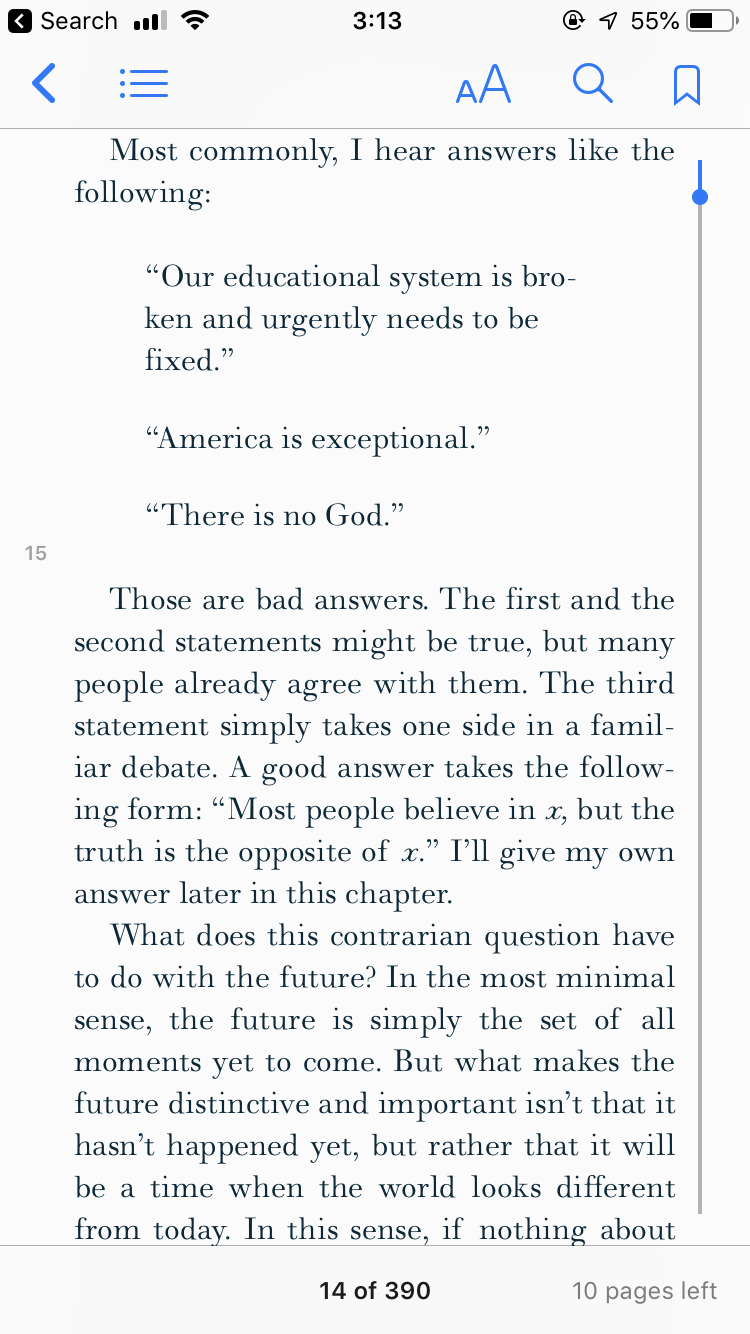 Search
3:13
55%
AA
Most commonly, I hear answers like the
following:
“Our educational system is bro-
ken and urgently needs to be
fixed.”
“America is exceptional.”
“There is no God.”
15
Those are bad answers. The first and the
second statements might be true, but many
people already agree with them. The third
statement simply takes one side in a famil-
iar debate. A good answer takes the follow-
ing form: “Most people believe in x, but the
truth is the opposite of x.” I’ll give my own
answer later in this chapter.
What does this contrarian question have
to do with the future? In the most minimal
sense, the future is simply the set of all
moments yet to come. But what makes the
future distinctive and important isn’t that it
hasn’t happened yet, but rather that it will
be a time when the world looks different
from today. In this sense, if nothing about
14 of 390
10 pages left